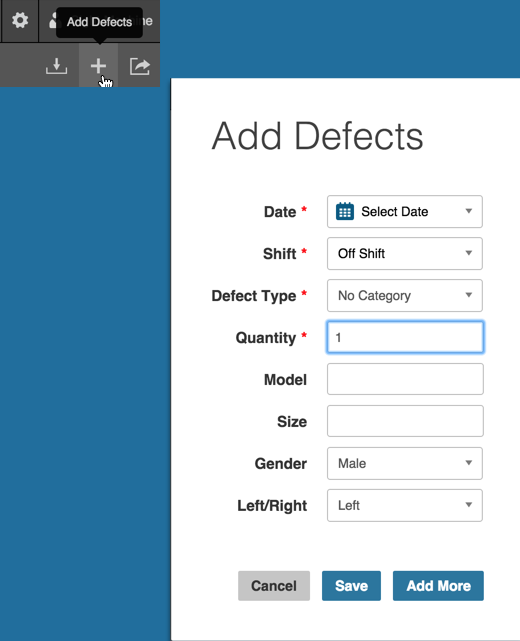 Add Defects
ne
Add Defects
Date *
Select Date
Shift *
Off Shift
Defect Type *
No Category
Quantity *
1
Model
Size
Gender
Male
Left/Right
Left
Cancel
Save
Add More